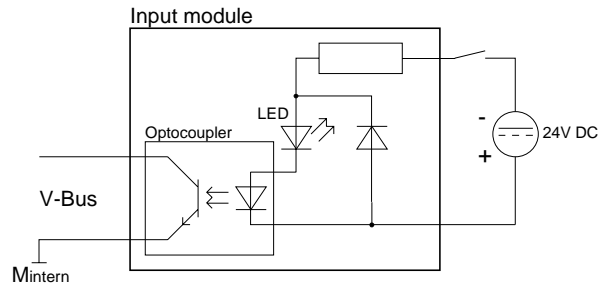 Input module
LED
Optocoupler
-
24V DC
+
V-Bus
Mintern